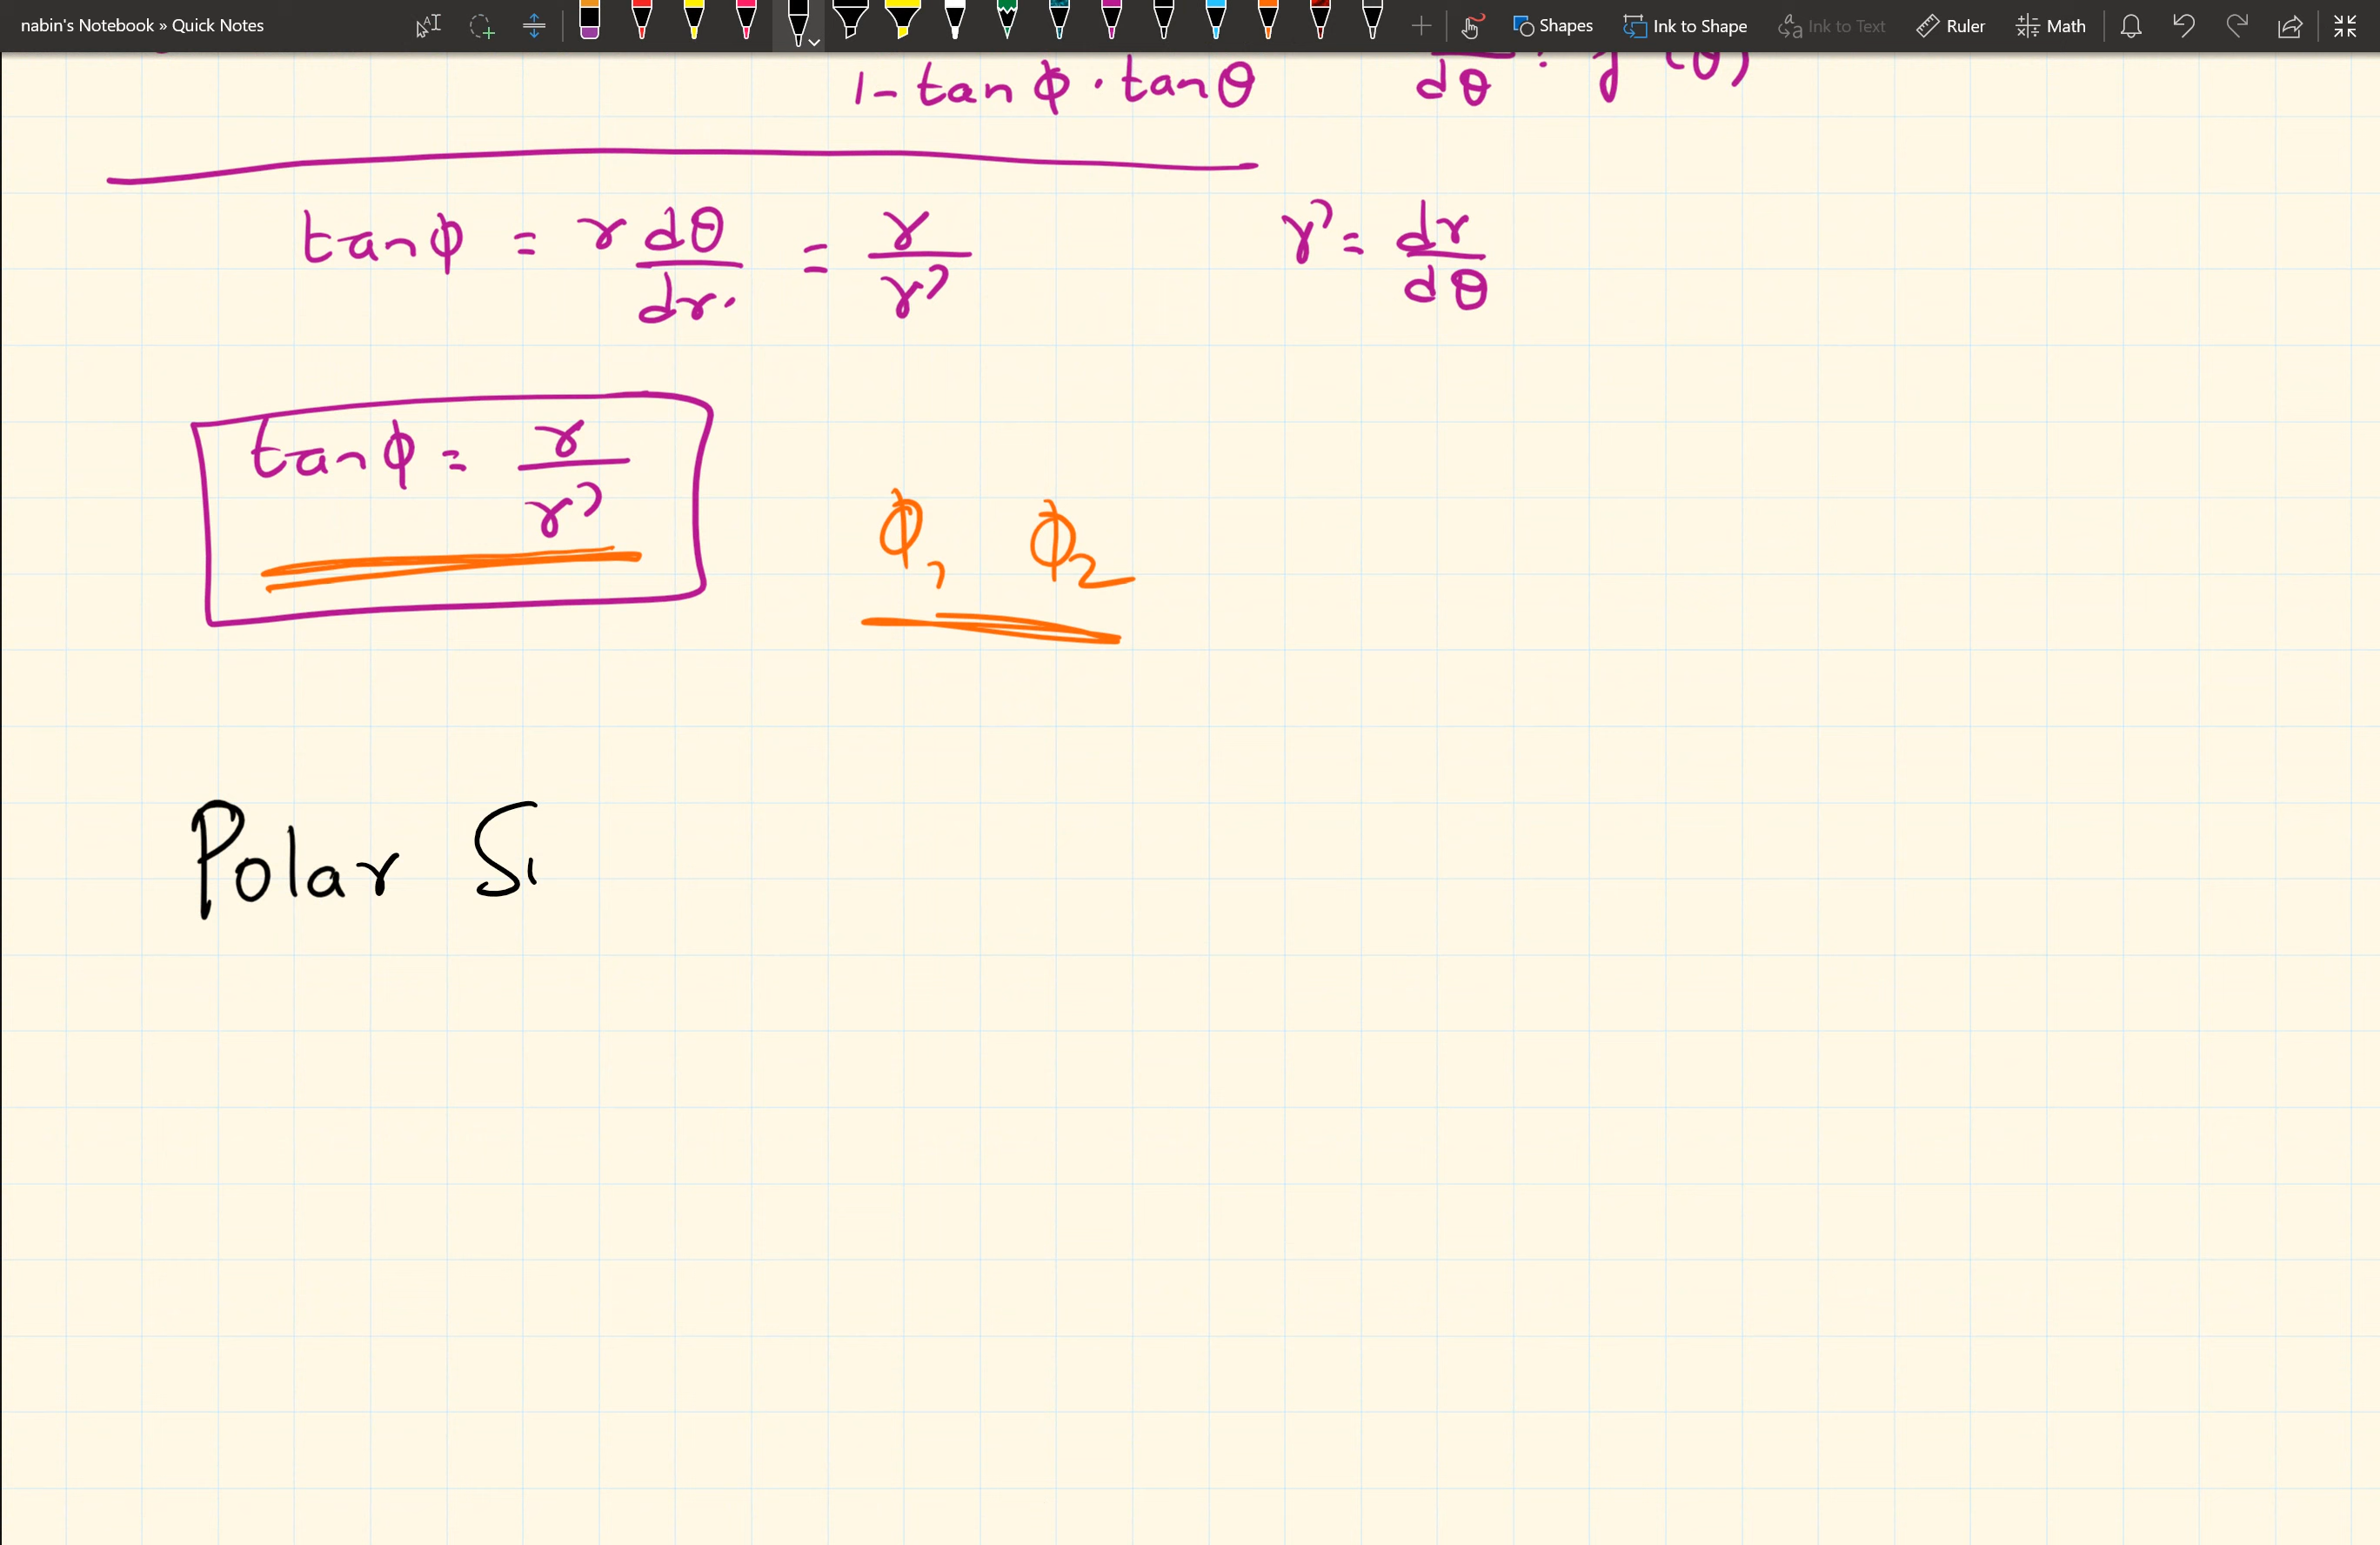 nabin's Notebook » Quick Notes Shapes Ink to Shape Ink to Text Ruler Math
1 - tan ϕ · tan θ
dθ
tan ϕ = r dθ/dr = r/r' r' = dr/dθ
tan ϕ = r/r'
ϕ1 ϕ2
Polar S